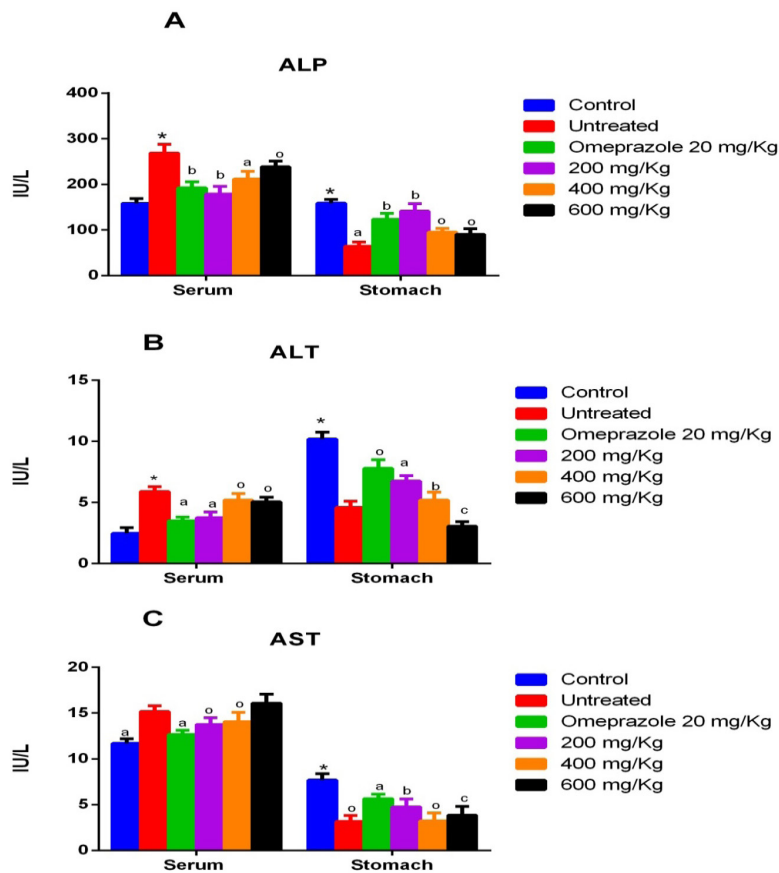 A
ALP
400
300
200
100
0
IU/L
* b b a o
* a b b o o
Serum Stomach
Control
Untreated
Omeprazole 20 mg/Kg
200 mg/Kg
400 mg/Kg
600 mg/Kg
B
ALT
15
10
5
0
IU/L
* a a o o
* o a b c
Serum Stomach
Control
Untreated
Omeprazole 20 mg/Kg
200 mg/Kg
400 mg/Kg
600 mg/Kg
C
AST
20
15
10
5
0
IU/L
a a o o
* o a b o c
Serum Stomach
Control
Untreated
Omeprazole 20 mg/Kg
200 mg/Kg
400 mg/Kg
600 mg/Kg